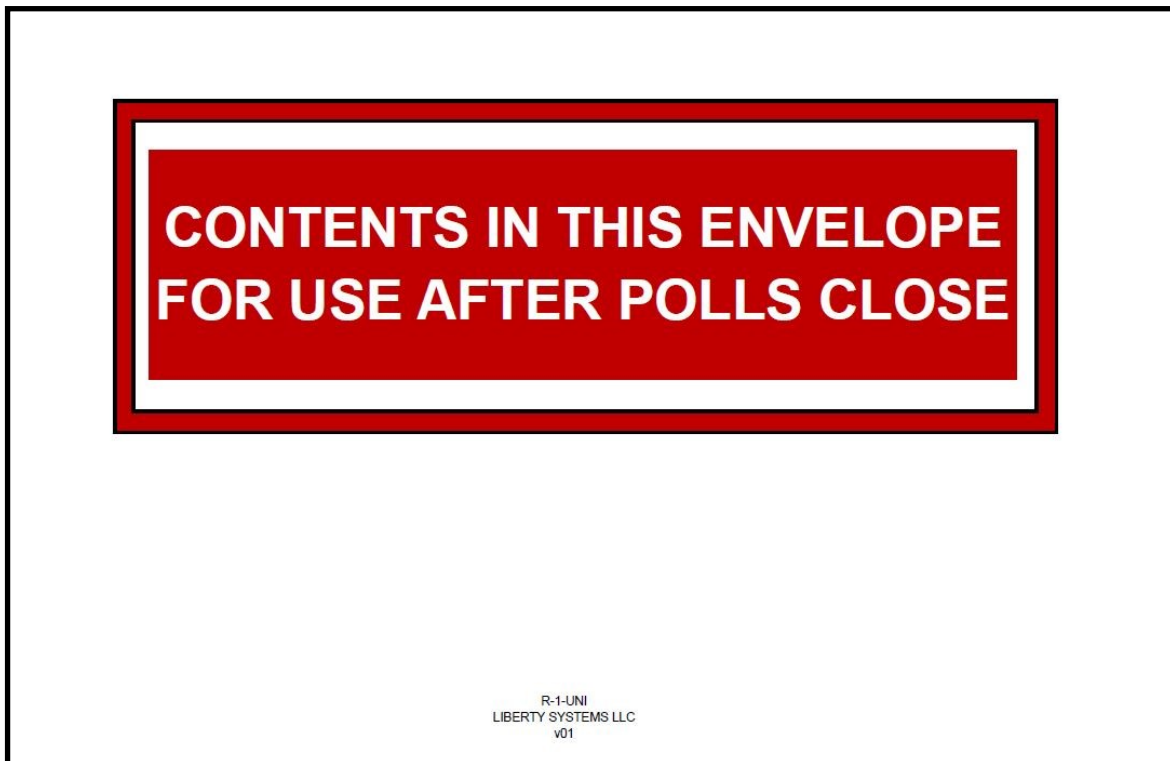 CONTENTS IN THIS ENVELOPE
FOR USE AFTER POLLS CLOSE
R-1-UNI
LIBERTY SYSTEMS LLC
v01